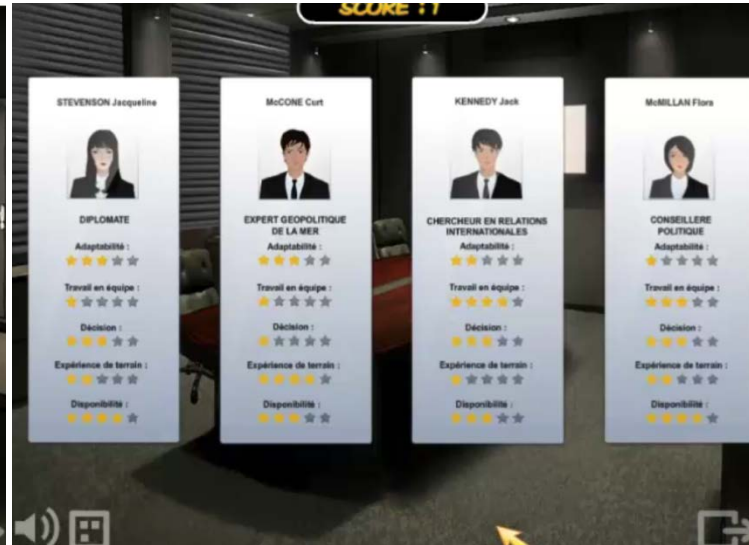 SCORE : 1
STEVENSON Jacqueline
DIPLOMATE
Adaptabilité :
Travail en équipe :
Décision :
Expérience de terrain :
Disponibilité :
McCONE Curt
EXPERT GEOPOLITIQUE
DE LA MER
Adaptabilité :
Travail en équipe :
Décision :
Expérience de terrain :
Disponibilité :
KENNEDY Jack
CHERCHEUR EN RELATIONS
INTERNATIONALES
Adaptabilité :
Travail en équipe :
Décision :
Expérience de terrain :
Disponibilité :
McMILLAN Flora
CONSEILLERE
POLITIQUE
Adaptabilité :
Travail en équipe :
Décision :
Expérience de terrain :
Disponibilité :